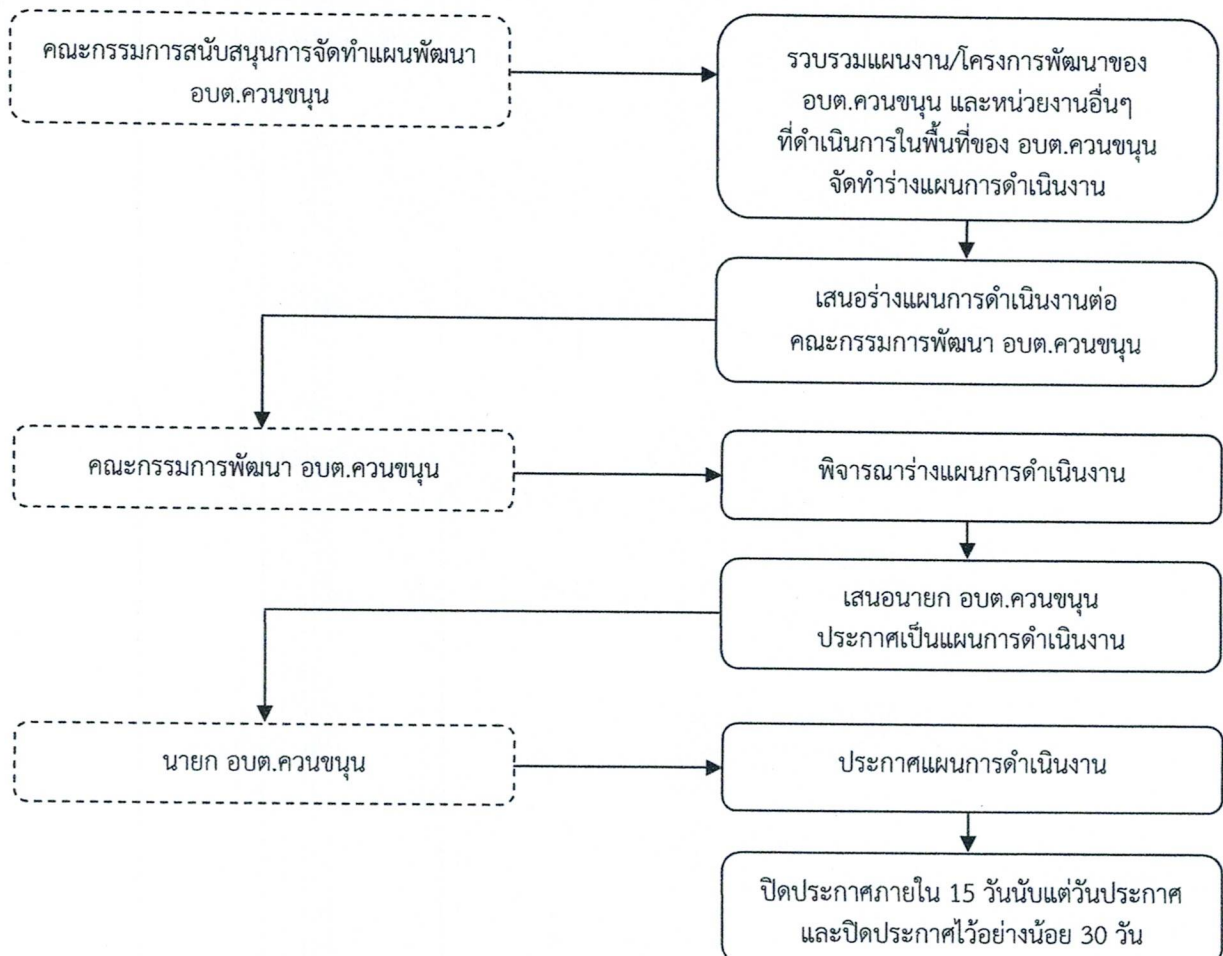 คณะกรรมการสนับสนุนการจัดทำแผนพัฒนา
อบต.ควนขนุน
รวบรวมแผนงาน/โครงการพัฒนาของ
อบต.ควนขนุน และหน่วยงานอื่นๆ
ที่ดำเนินการในพื้นที่ของ อบต.ควนขนุน
จัดทำร่างแผนการดำเนินงาน
เสนอร่างแผนการดำเนินงานต่อ
คณะกรรมการพัฒนา อบต.ควนขนุน
คณะกรรมการพัฒนา อบต.ควนขนุน
พิจารณาร่างแผนการดำเนินงาน
เสนอนายก อบต.ควนขนุน
ประกาศเป็นแผนการดำเนินงาน
นายก อบต.ควนขนุน
ประกาศแผนการดำเนินงาน
ปิดประกาศภายใน 15 วันนับแต่วันประกาศ
และปิดประกาศไว้อย่างน้อย 30 วัน